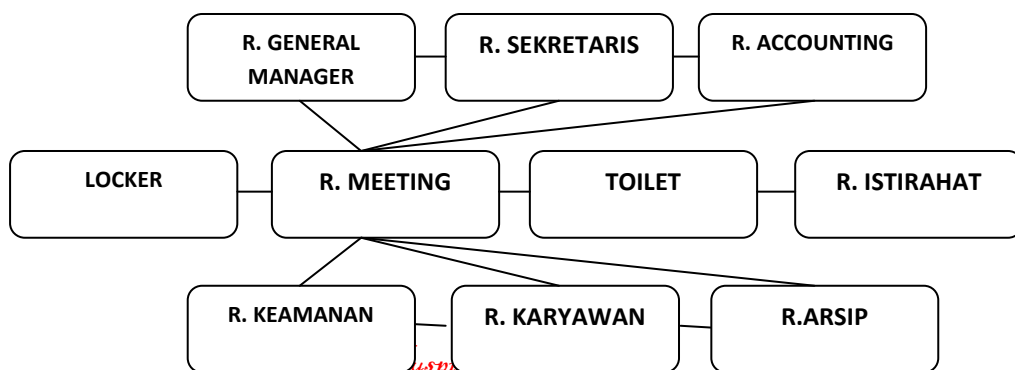 R. GENERAL
MANAGER
R. SEKRETARIS
R. ACCOUNTING
LOCKER
R. MEETING
TOILET
R. ISTIRAHAT
R. KEAMANAN
R. KARYAWAN
R.ARSIP